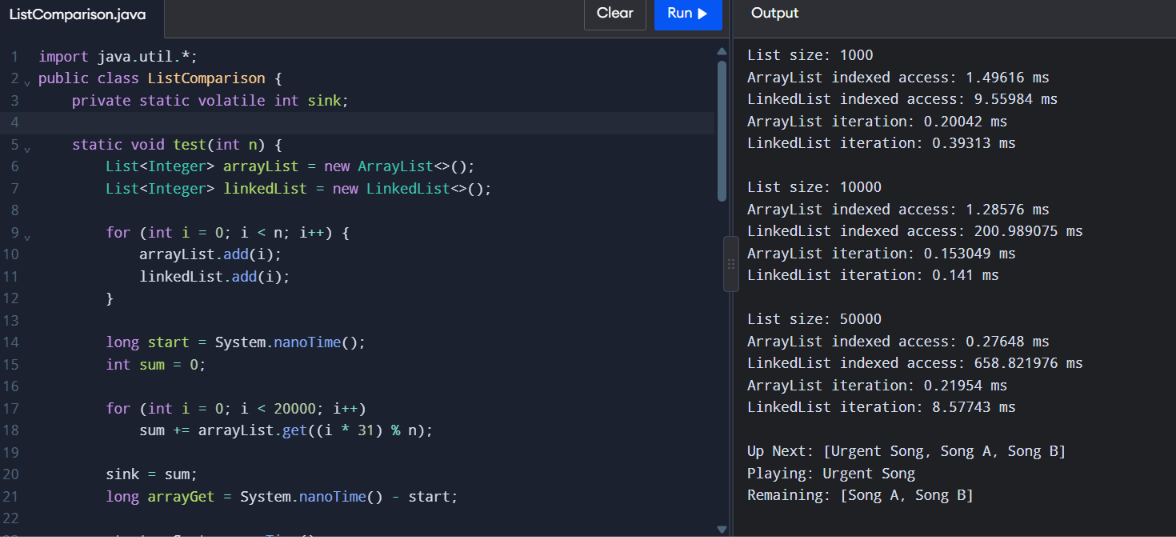 ListComparison.java
Clear
Run
1 import java.util.*;
2 public class ListComparison {
3 private static volatile int sink;
4
5 static void test(int n) {
6 List<Integer> arrayList = new ArrayList<>();
7 List<Integer> linkedList = new LinkedList<>();
8
9 for (int i = 0; i < n; i++) {
10 arrayList.add(i);
11 linkedList.add(i);
12 }
13
14 long start = System.nanoTime();
15 int sum = 0;
16
17 for (int i = 0; i < 20000; i++)
18 sum += arrayList.get((i * 31) % n);
19
20 sink = sum;
21 long arrayGet = System.nanoTime() - start;
22
Output
List size: 1000
ArrayList indexed access: 1.49616 ms
LinkedList indexed access: 9.55984 ms
ArrayList iteration: 0.20042 ms
LinkedList iteration: 0.39313 ms
List size: 10000
ArrayList indexed access: 1.28576 ms
LinkedList indexed access: 200.989075 ms
ArrayList iteration: 0.153049 ms
LinkedList iteration: 0.141 ms
List size: 50000
ArrayList indexed access: 0.27648 ms
LinkedList indexed access: 658.821976 ms
ArrayList iteration: 0.21954 ms
LinkedList iteration: 8.57743 ms
Up Next: [Urgent Song, Song A, Song B]
Playing: Urgent Song
Remaining: [Song A, Song B]